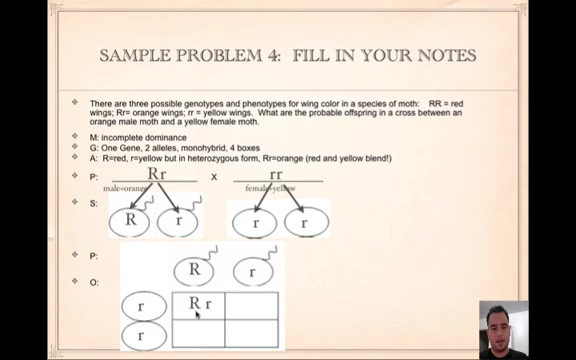 SAMPLE PROBLEM 4: FILL IN YOUR NOTES
There are three possible genotypes and phenotypes for wing color in a species of moth: RR = red
wings; Rr= orange wings; rr = yellow wings. What are the probable offspring in a cross between an
orange male moth and a yellow female moth.
M: incomplete dominance
G: One Gene, 2 alleles, monohybrid, 4 boxes
A: R=red, r=yellow but in heterozygous form, Rr=orange (red and yellow blend!)
P: Rr X rr
male=orange female=yellow
S: R r r r
P: R r
O: r R r
r